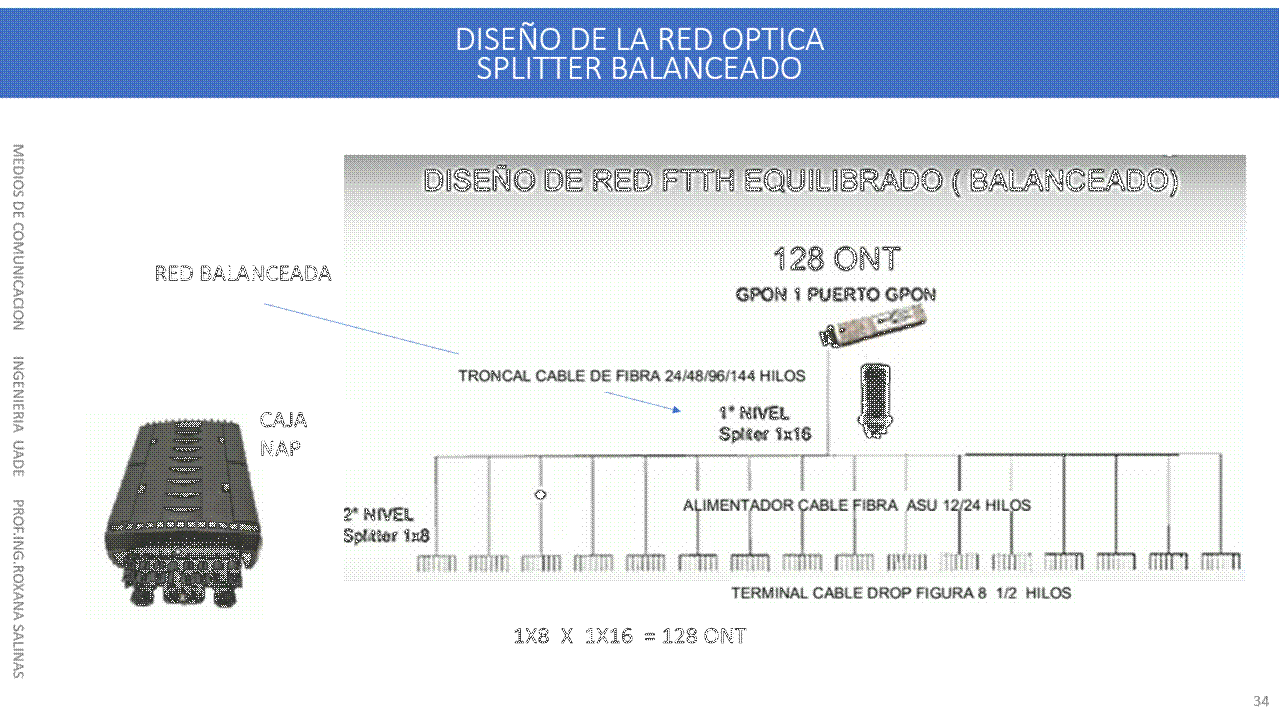 DISEÑO DE LA RED OPTICA
SPLITTER BALANCEADO
MEDIOS DE COMUNICACION INGENIERIA UADE PROF.ING.ROXANA SALINAS
DISEÑO DE RED FTTH EQUILIBRADO ( BALANCEADO)
128 ONT
GPON 1 PUERTO GPON
RED BALANCEADA
TRONCAL CABLE DE FIBRA 24/48/96/144 HILOS
1° NIVEL
Spliter 1x16
CAJA
NAP
ALIMENTADOR CABLE FIBRA ASU 12/24 HILOS
2° NIVEL
Splitter 1x8
TERMINAL CABLE DROP FIGURA 8 1/2 HILOS
1X8 X 1X16 = 128 ONT
34